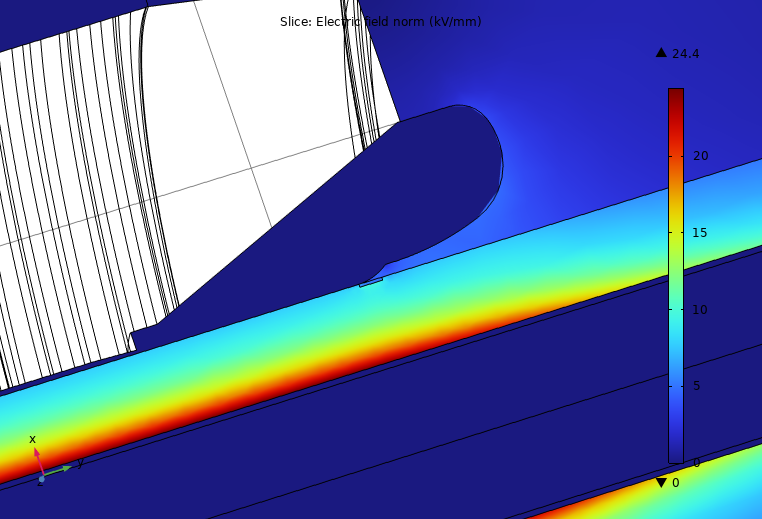 Slice: Electric field norm (kV/mm)
▲ 24.4
20
15
10
5
0
▼ 0
x
y
z